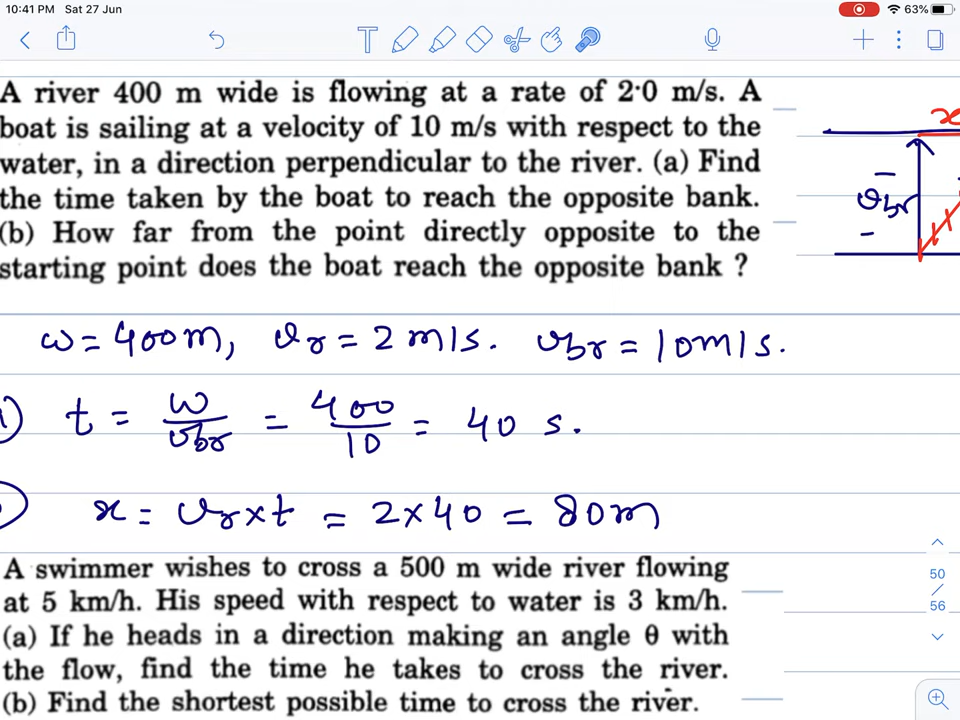 10:41 PM Sat 27 Jun
63%
A river 400 m wide is flowing at a rate of 2·0 m/s. A
boat is sailing at a velocity of 10 m/s with respect to the
water, in a direction perpendicular to the river. (a) Find
the time taken by the boat to reach the opposite bank.
(b) How far from the point directly opposite to the
starting point does the boat reach the opposite bank ?
x
v̄br
w = 400m, vr = 2 m/s. vbr = 10m/s.
t = w/vbr = 400/10 = 40 s.
x = vr × t = 2 × 40 = 80m
A swimmer wishes to cross a 500 m wide river flowing
at 5 km/h. His speed with respect to water is 3 km/h.
(a) If he heads in a direction making an angle θ with
the flow, find the time he takes to cross the river.
(b) Find the shortest possible time to cross the river.
50
/
56